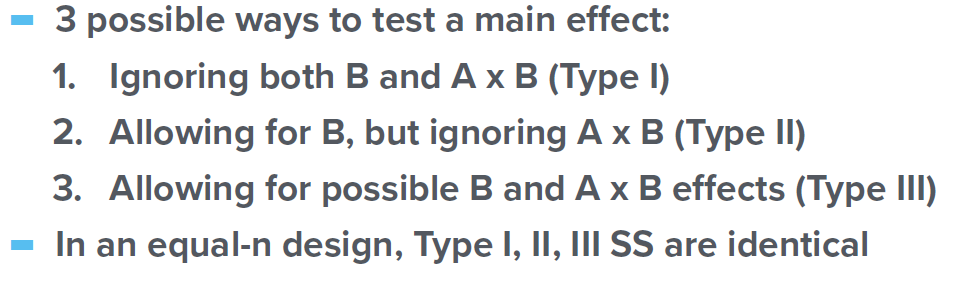 3 possible ways to test a main effect:
1. Ignoring both B and A x B (Type I)
2. Allowing for B, but ignoring A x B (Type II)
3. Allowing for possible B and A x B effects (Type III)
In an equal-n design, Type I, II, III SS are identical